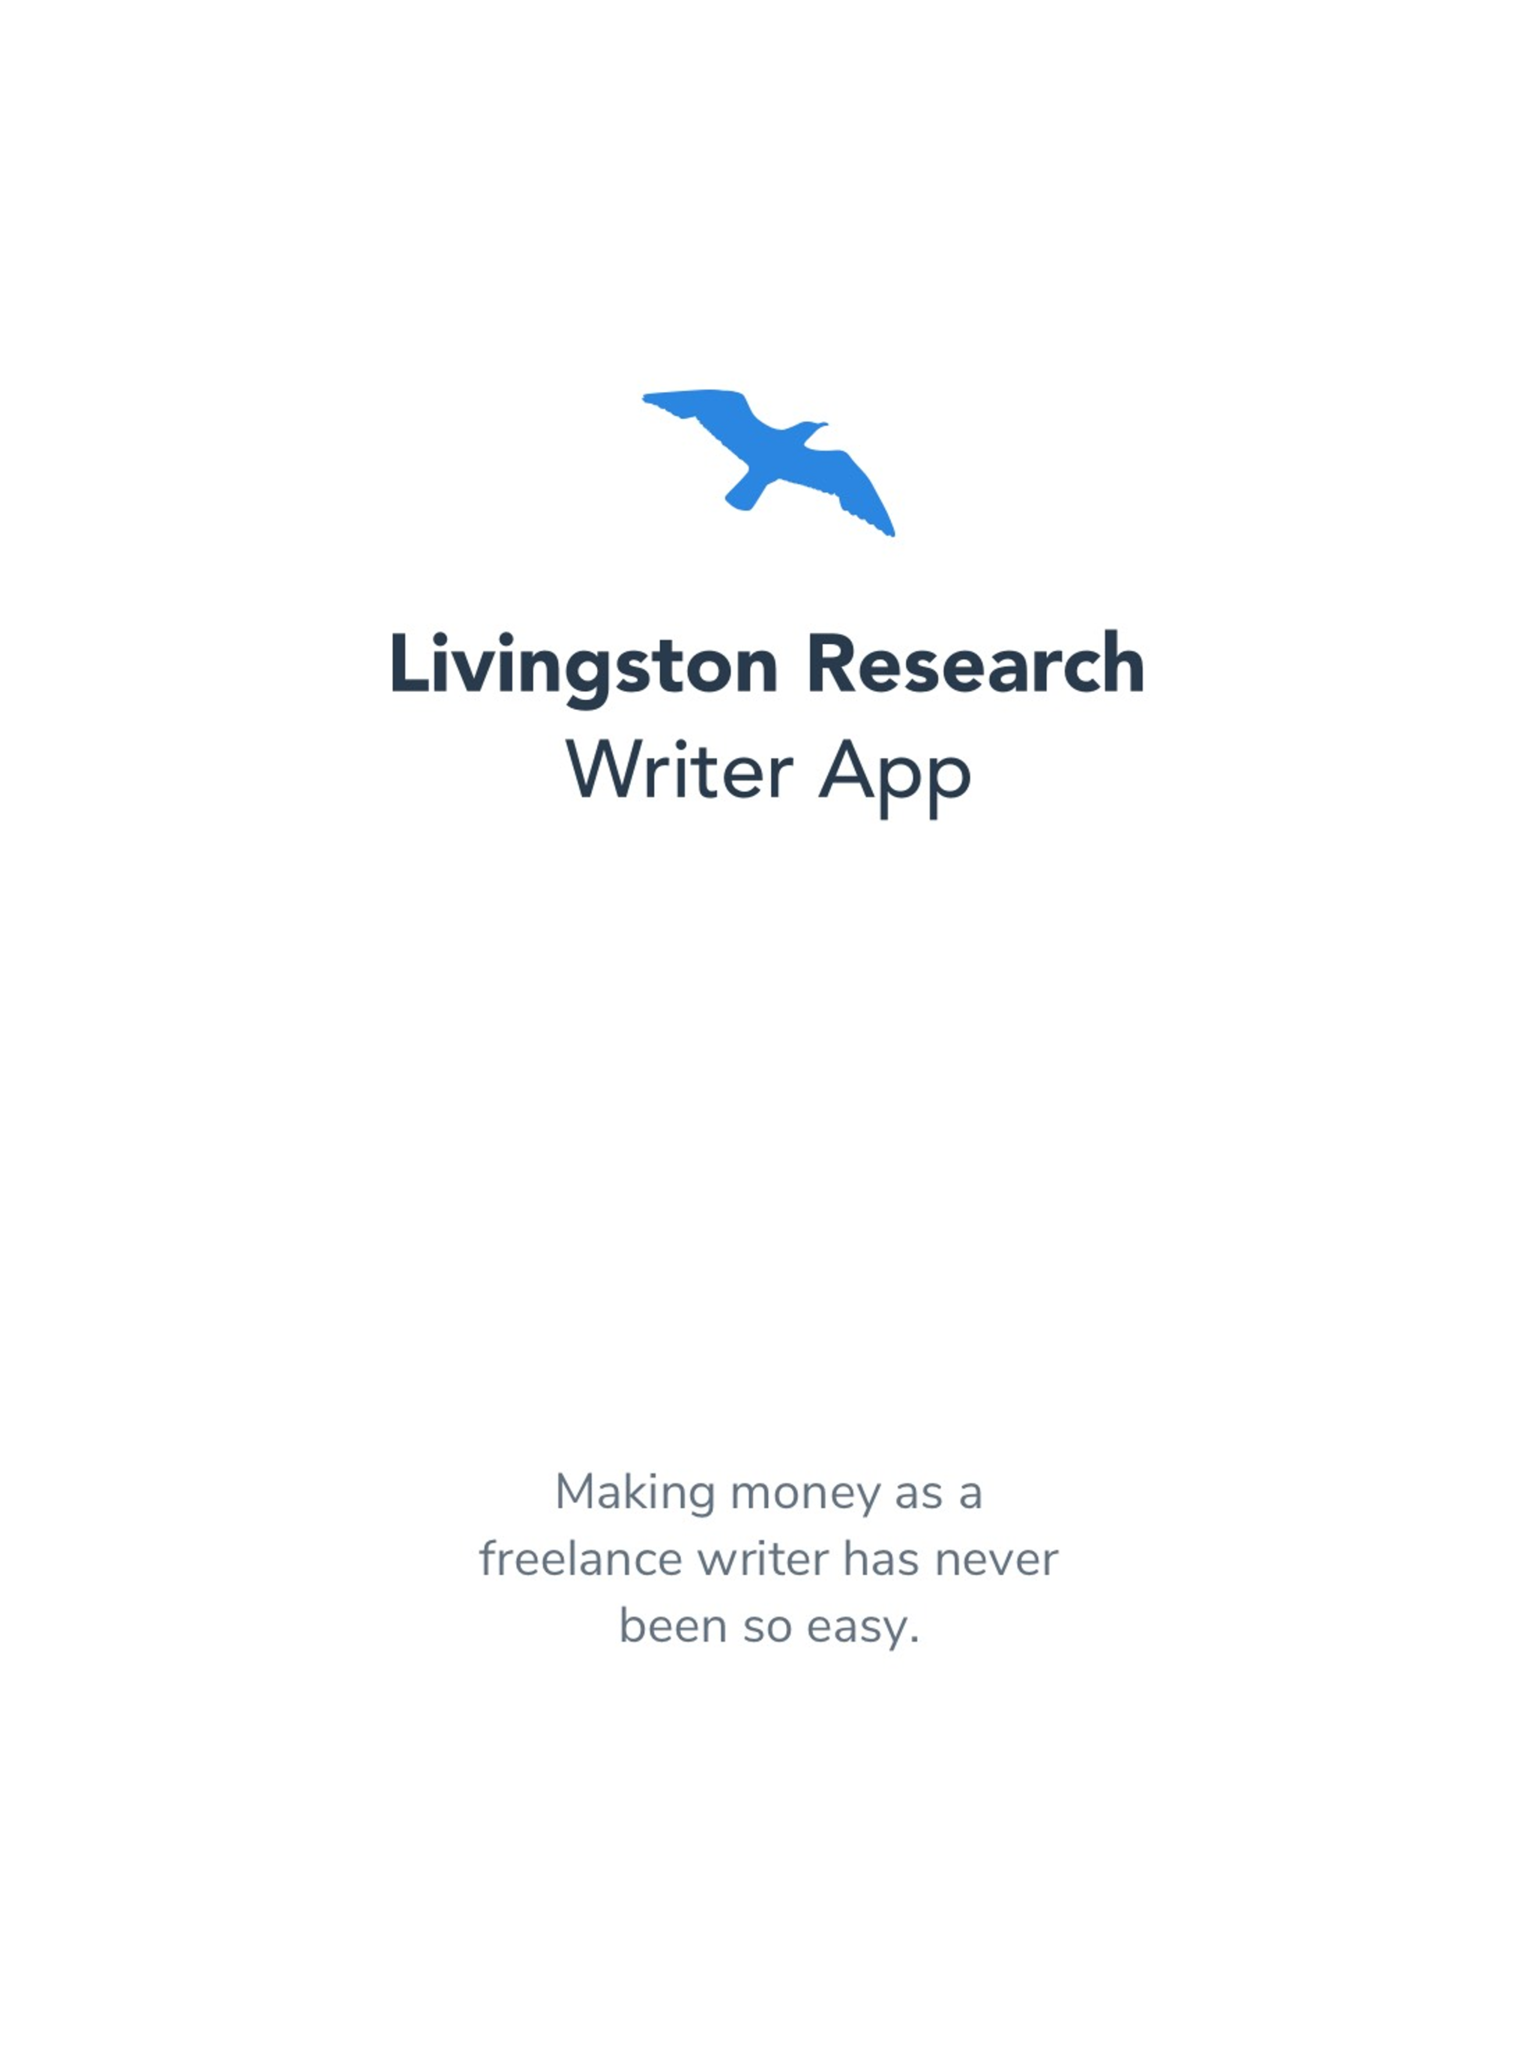 Livingston Research
Writer App
Making money as a
freelance writer has never
been so easy.